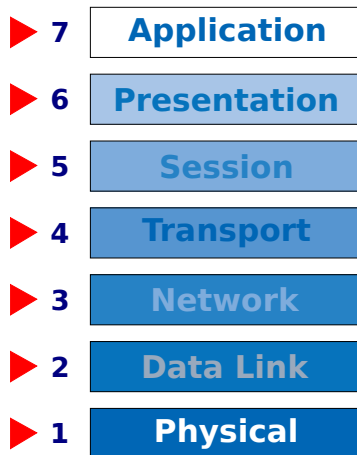 7 Application
6 Presentation
5 Session
4 Transport
3 Network
2 Data Link
1 Physical